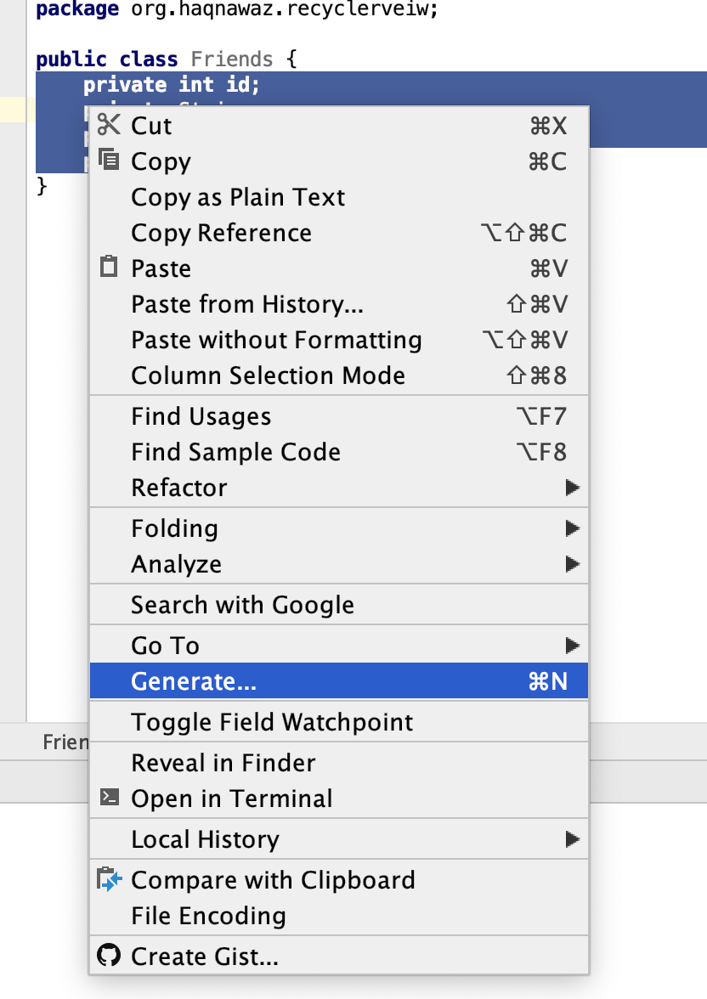 package org.haqnawaz.recyclerveiw;
public class Friends {
private int id;
}
Cut ⌘X
Copy ⌘C
Copy as Plain Text
Copy Reference ⌥⇧⌘C
Paste ⌘V
Paste from History... ⇧⌘V
Paste without Formatting ⌥⇧⌘V
Column Selection Mode ⇧⌘8
Find Usages ⌥F7
Find Sample Code ⌥F8
Refactor
Folding
Analyze
Search with Google
Go To
Generate... ⌘N
Toggle Field Watchpoint
Frien
Reveal in Finder
Open in Terminal
Local History
Compare with Clipboard
File Encoding
Create Gist...